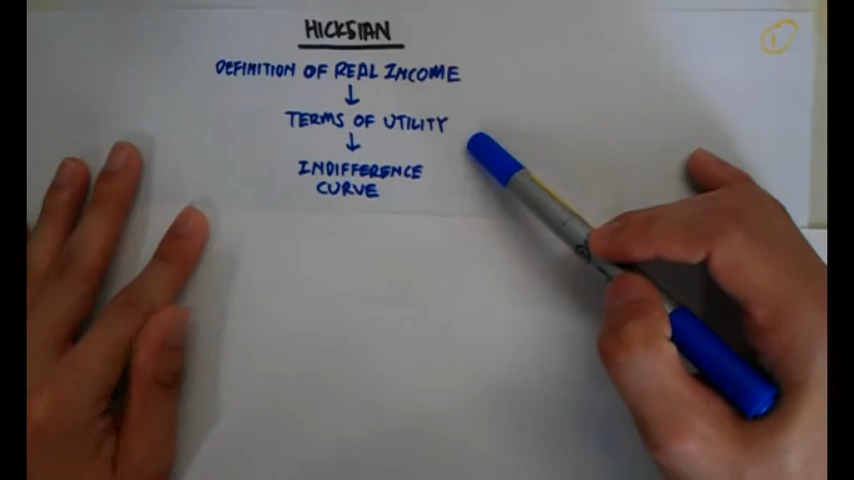 HICKSIAN
1
DEFINITION OF REAL INCOME
↓
TERMS OF UTILITY
↓
INDIFFERENCE
CURVE